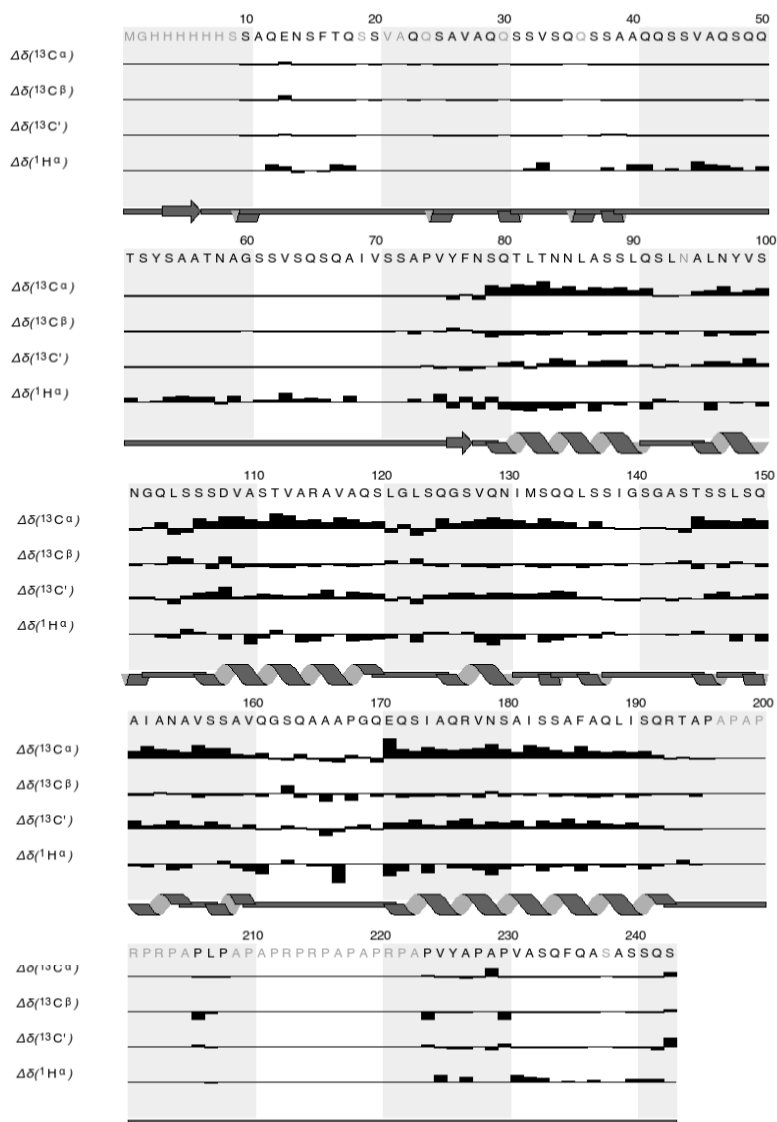 10 20 30 40 50
MGHHHHHHSSAQENSFTQSSVAQQSAVAQQSSVSQQSSAAQQSSVAQSQQ
Δδ(¹³Cα)
Δδ(¹³Cβ)
Δδ(¹³C')
Δδ(¹Hα)
60 70 80 90 100
TSYSAATNAGSSVSQSQAIVSSAPVYFNSQTLTNNLASSLQSLNALNYVS
Δδ(¹³Cα)
Δδ(¹³Cβ)
Δδ(¹³C')
Δδ(¹Hα)
110 120 130 140 150
NGQLSSSDVASTVARAVAQSLGLSQGSVQNIMSQQLSSIGSGASTSSLSQ
Δδ(¹³Cα)
Δδ(¹³Cβ)
Δδ(¹³C')
Δδ(¹Hα)
160 170 180 190 200
AIANAVSSAVQGSQAAAPGQEQSIAQRVNSAISSAFAQLISQRTAPAPAP
Δδ(¹³Cα)
Δδ(¹³Cβ)
Δδ(¹³C')
Δδ(¹Hα)
210 220 230 240
RPRPAPLPAPAPRPRPAPAPRPAPVYAPAPVASQFQASASSQS
Δδ(¹³Cα)
Δδ(¹³Cβ)
Δδ(¹³C')
Δδ(¹Hα)